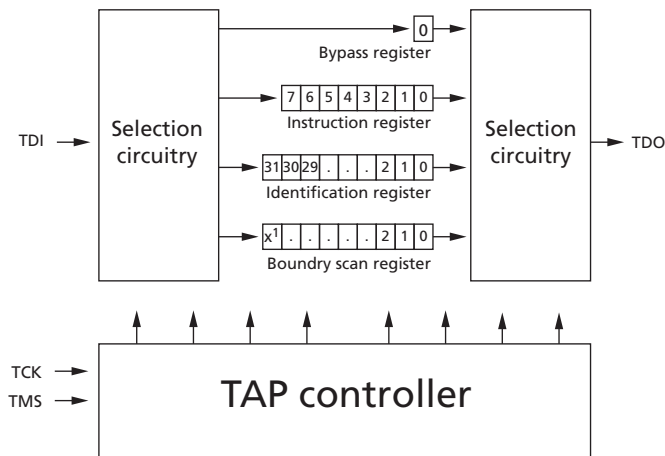 0
Bypass register
7 6 5 4 3 2 1 0
Instruction register
Selection
circuitry
Selection
circuitry
TDI
TDO
31 30 29 . . . 2 1 0
Identification register
x1 . . . . . 2 1 0
Boundry scan register
TCK
TMS
TAP controller